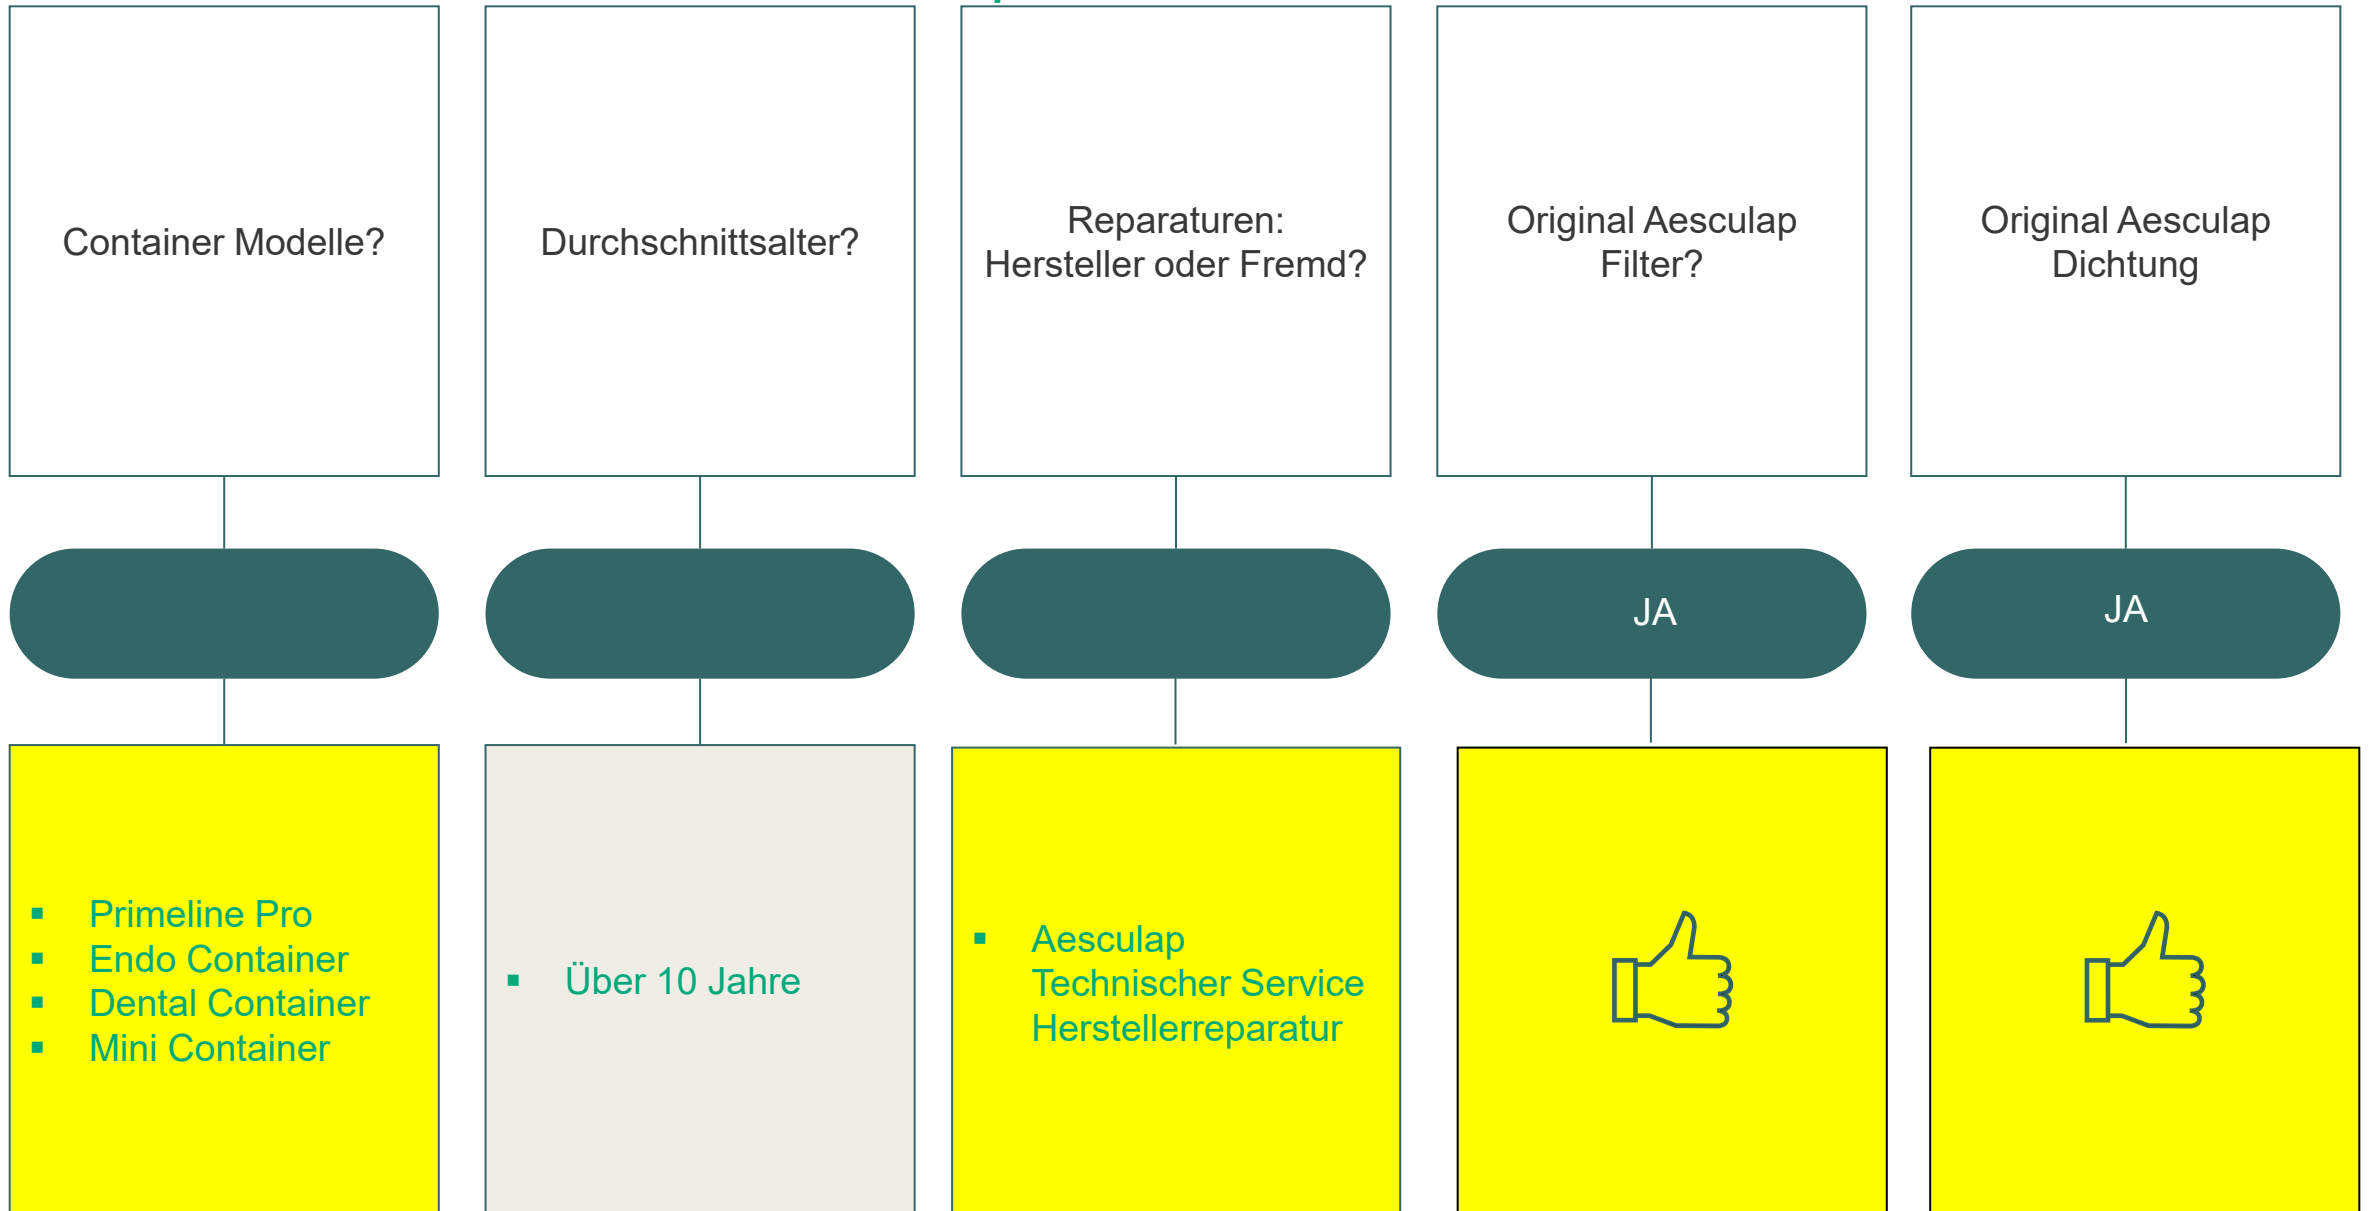 Container Modelle?
Durchschnittsalter?
Reparaturen:
Hersteller oder Fremd?
Original Aesculap
Filter?
Original Aesculap
Dichtung
JA
JA
▪ Primeline Pro
▪ Endo Container
▪ Dental Container
▪ Mini Container
▪ Über 10 Jahre
▪ Aesculap
Technischer Service
Herstellerreparatur